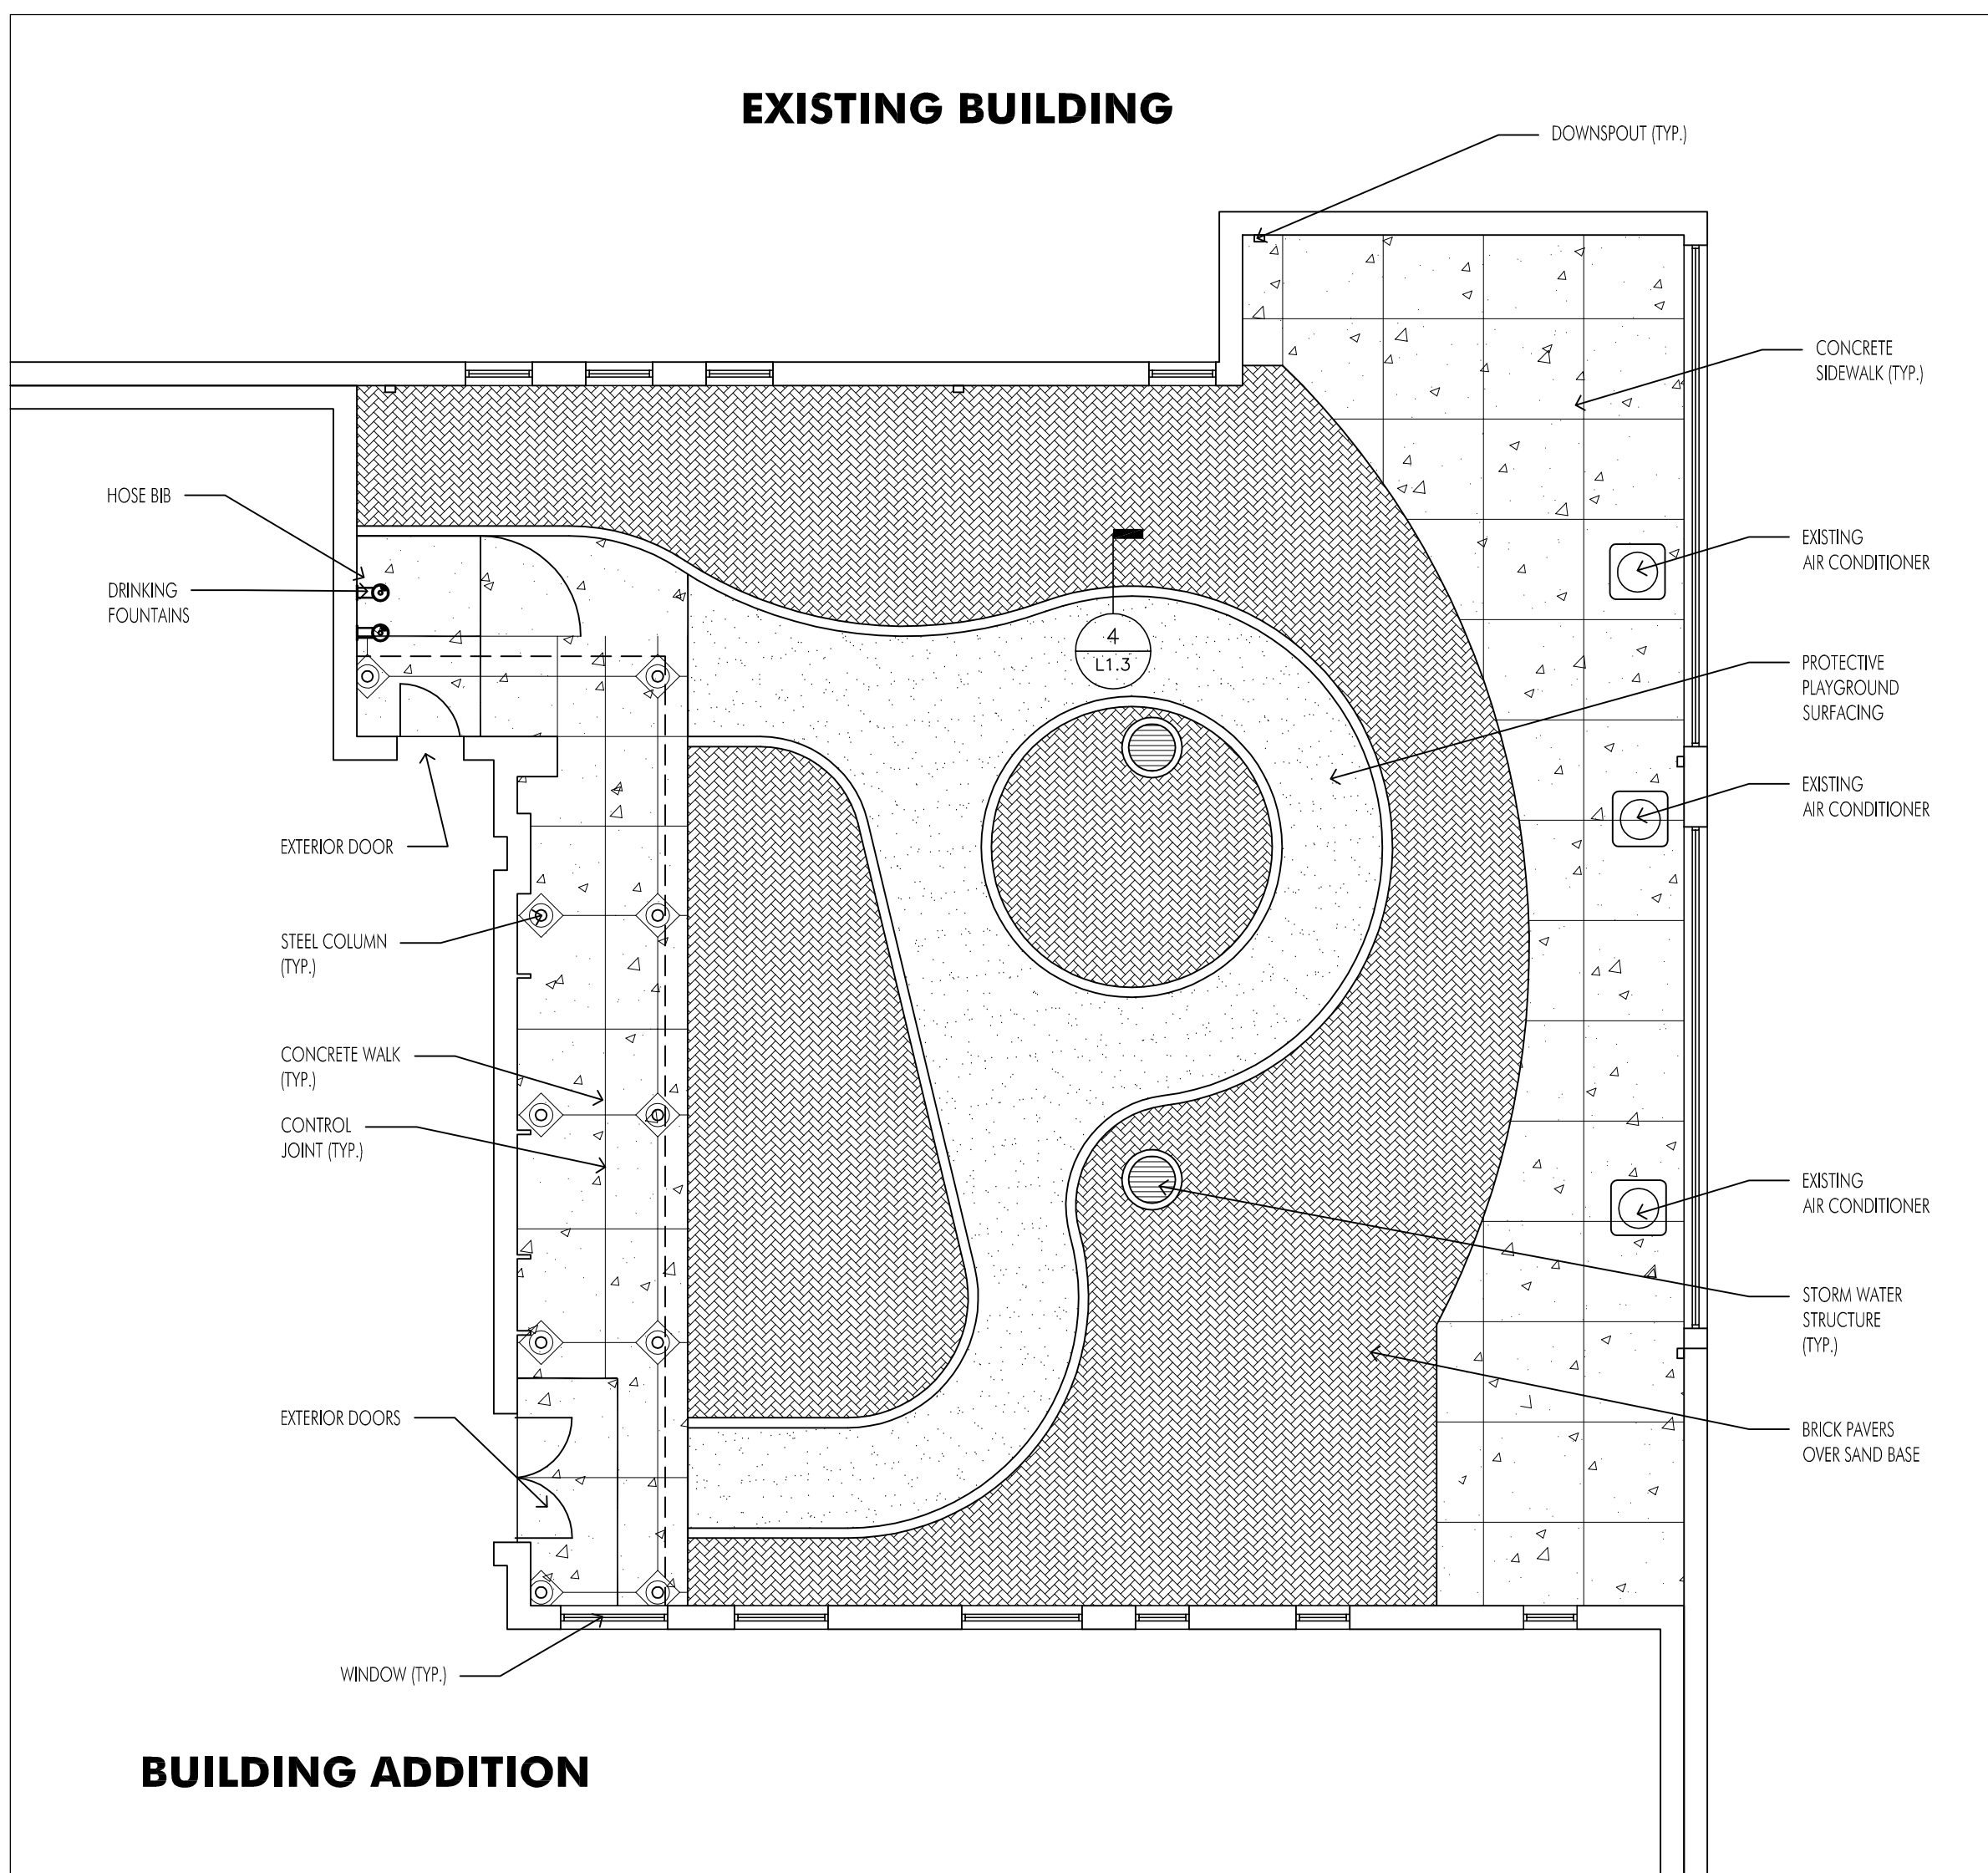 EXISTING BUILDING
DOWNSPOUT (TYP.)
CONCRETE
SIDEWALK (TYP.)
HOSE BIB
EXISTING
AIR CONDITIONER
DRINKING
FOUNTAINS
4
L1.3
PROTECTIVE
PLAYGROUND
SURFACING
EXISTING
AIR CONDITIONER
EXTERIOR DOOR
STEEL COLUMN
(TYP.)
CONCRETE WALK
(TYP.)
CONTROL
JOINT (TYP.)
EXISTING
AIR CONDITIONER
STORM WATER
STRUCTURE
(TYP.)
EXTERIOR DOORS
BRICK PAVERS
OVER SAND BASE
WINDOW (TYP.)
BUILDING ADDITION